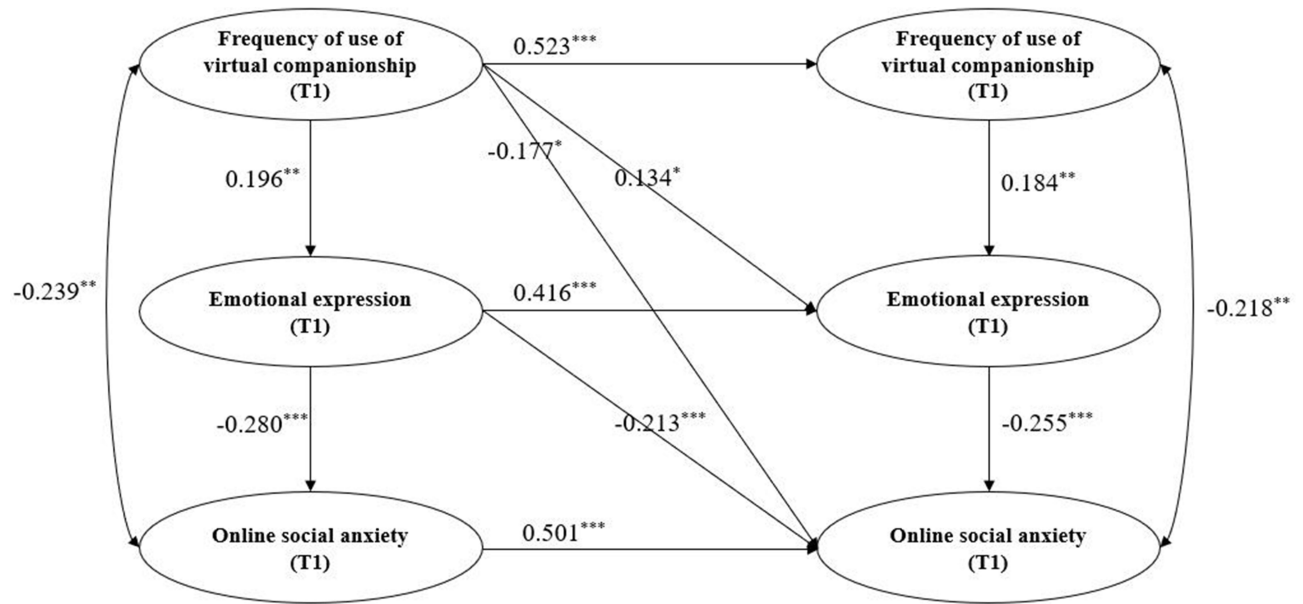 Frequency of use of
virtual companionship
(T1)
0.523***
Frequency of use of
virtual companionship
(T1)
-0.177*
0.134*
0.196**
0.184**
-0.239**
Emotional expression
(T1)
0.416***
Emotional expression
(T1)
-0.218**
-0.280***
-0.213***
-0.255***
Online social anxiety
(T1)
0.501***
Online social anxiety
(T1)